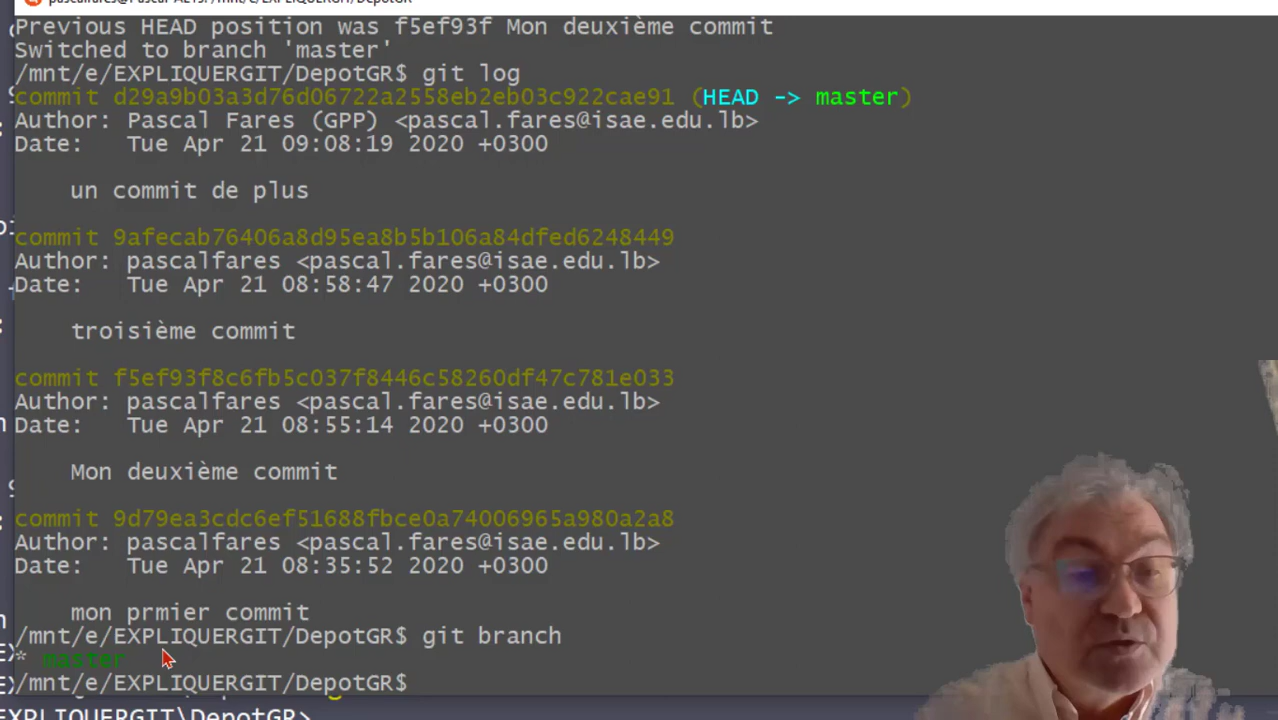 Previous HEAD position was f5ef93f Mon deuxième commit
Switched to branch 'master'
/mnt/e/EXPLIQUERGIT/DepotGR$ git log
commit d29a9b03a3d76d06722a2558eb2eb03c922cae91 (HEAD -> master)
Author: Pascal Fares (GPP) <pascal.fares@isae.edu.lb>
Date:   Tue Apr 21 09:08:19 2020 +0300
un commit de plus
commit 9afecab76406a8d95ea8b5b106a84dfed6248449
Author: pascalfares <pascal.fares@isae.edu.lb>
Date:   Tue Apr 21 08:58:47 2020 +0300
troisième commit
commit f5ef93f8c6fb5c037f8446c58260df47c781e033
Author: pascalfares <pascal.fares@isae.edu.lb>
Date:   Tue Apr 21 08:55:14 2020 +0300
Mon deuxième commit
commit 9d79ea3cdc6ef51688fbce0a74006965a980a2a8
Author: pascalfares <pascal.fares@isae.edu.lb>
Date:   Tue Apr 21 08:35:52 2020 +0300
mon prmier commit
/mnt/e/EXPLIQUERGIT/DepotGR$ git branch
* master
/mnt/e/EXPLIQUERGIT/DepotGR$
EXPLIQUERGIT\DepotGR>